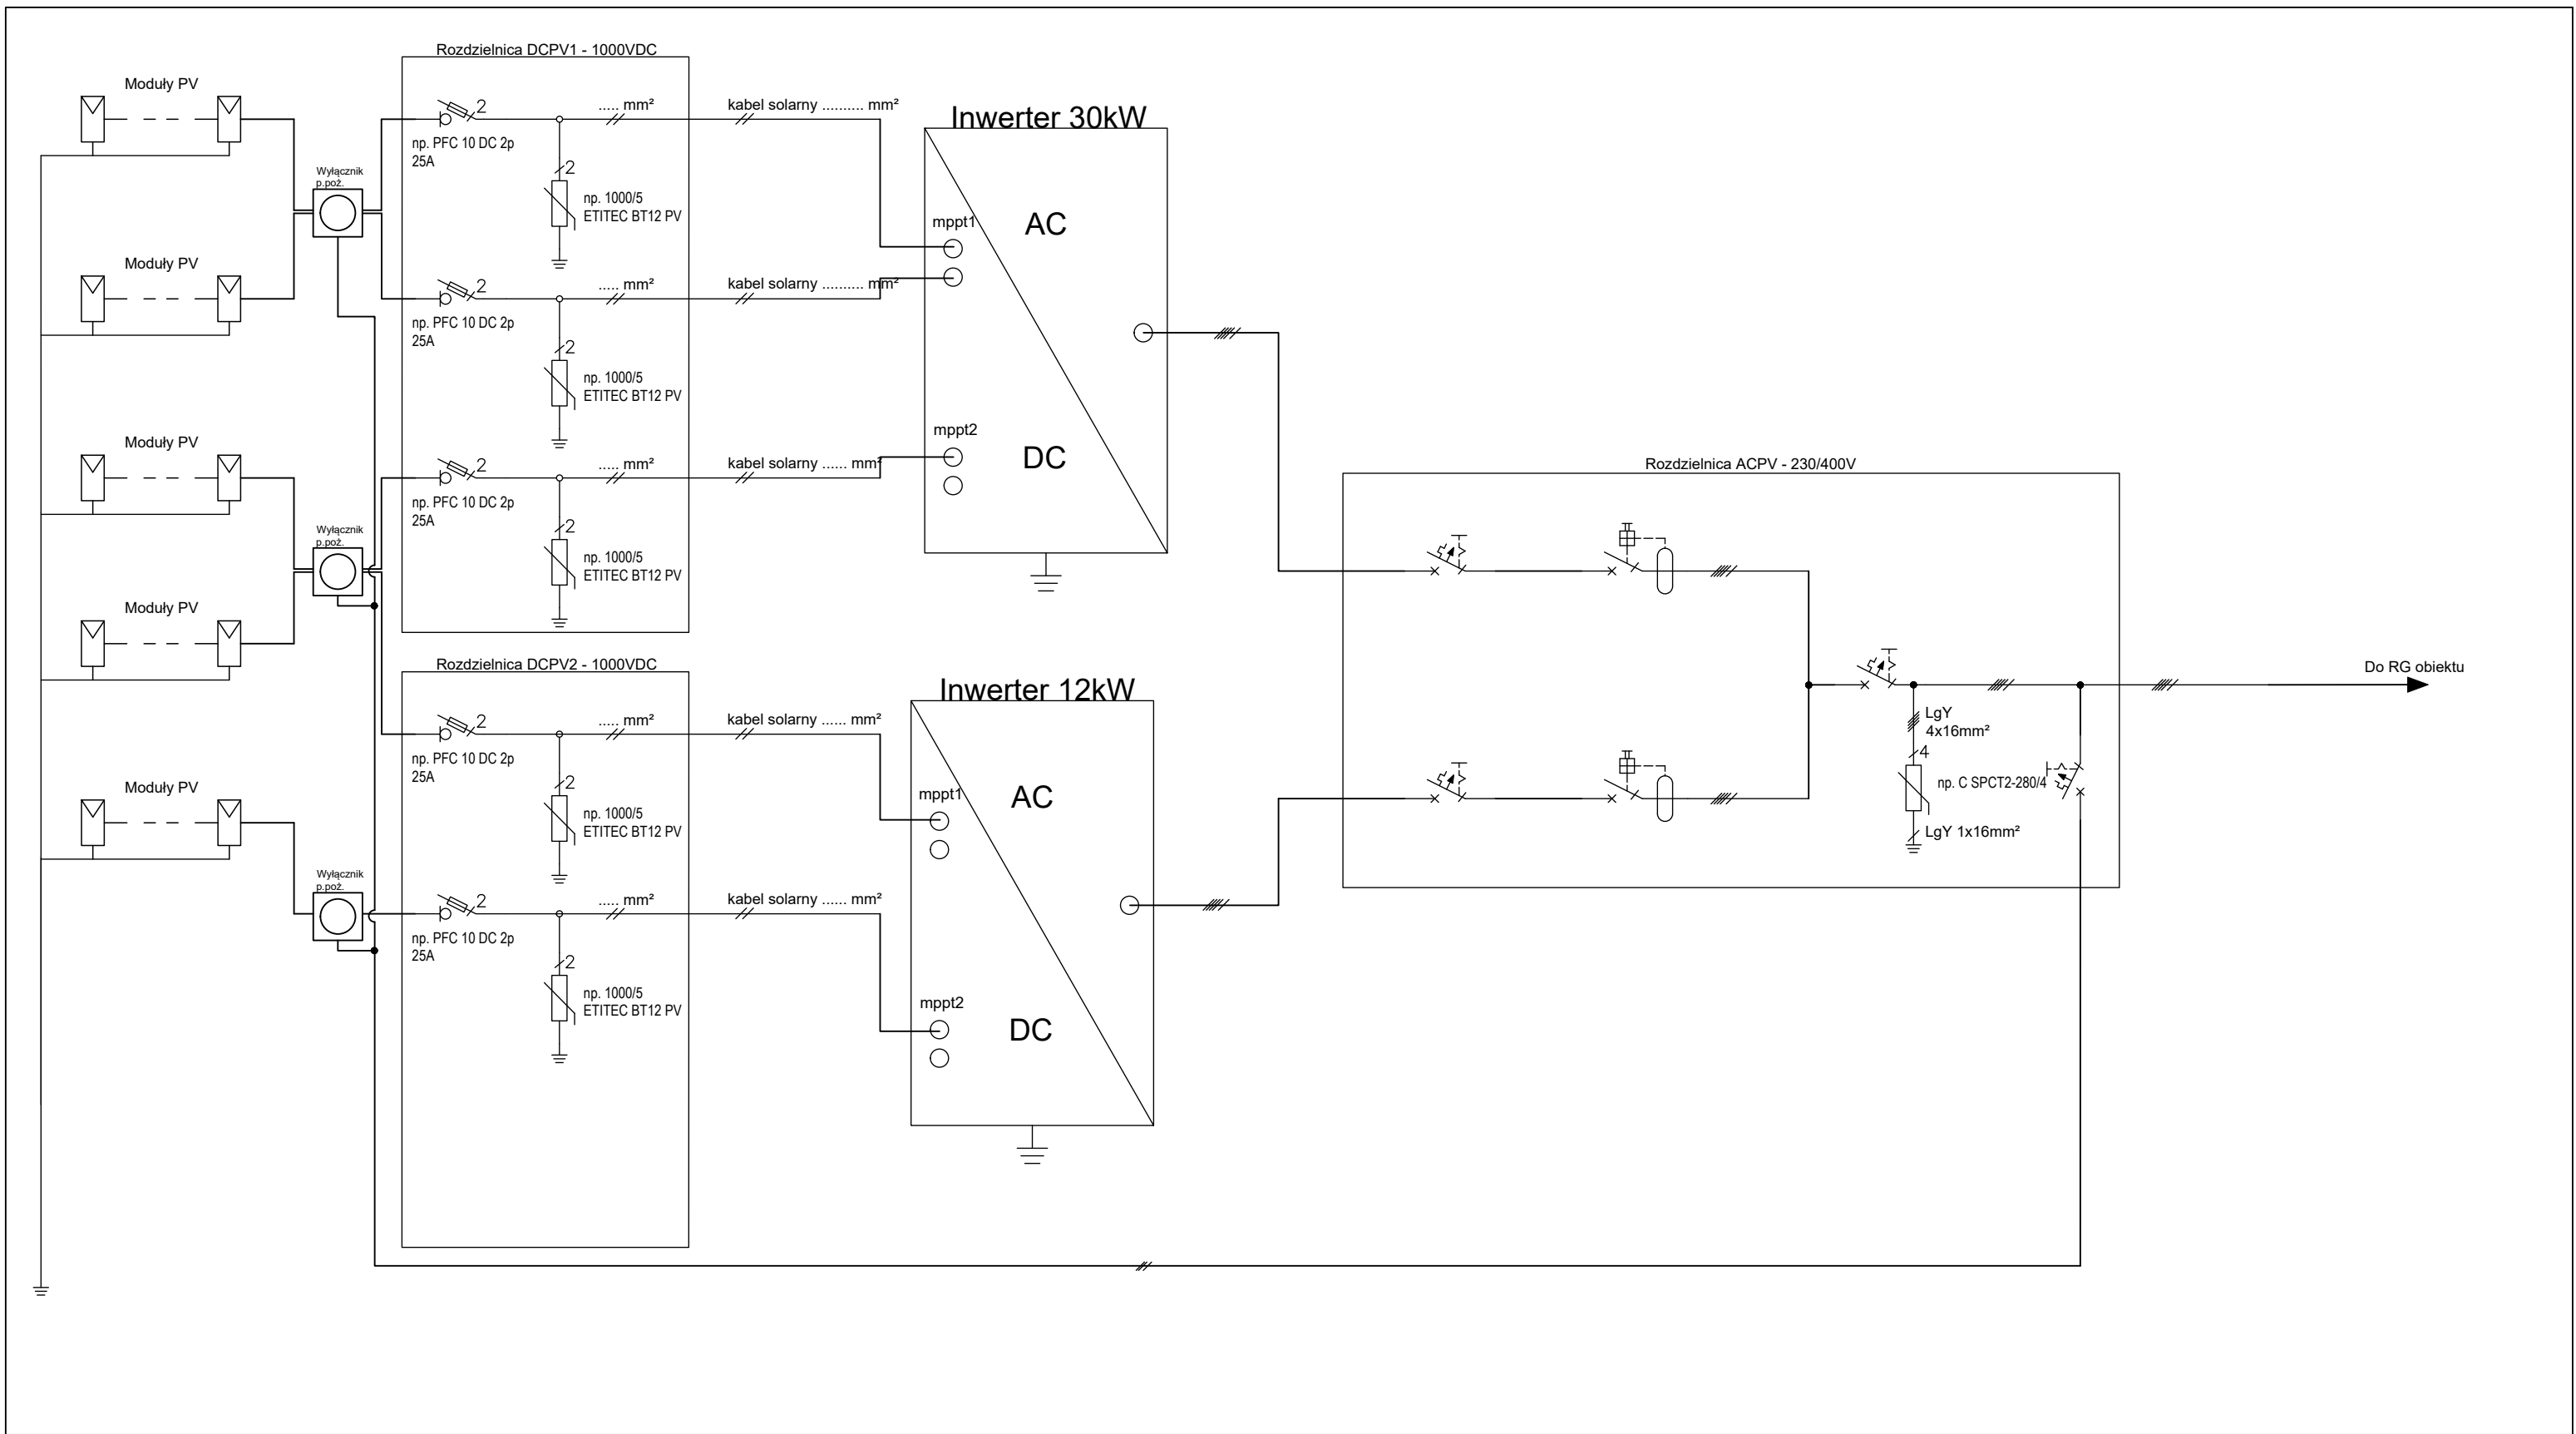 Rozdzielnica DCPV1 - 1000VDC
Moduły PV
2
..... mm²
kabel solarny .......... mm²
np. PFC 10 DC 2p
25A
Wyłącznik
p.poż.
2
np. 1000/5
ETITEC BT12 PV
Inwerter 30kW
mppt1
AC
Moduły PV
2
..... mm²
kabel solarny .......... mm²
np. PFC 10 DC 2p
25A
2
np. 1000/5
ETITEC BT12 PV
mppt2
DC
Moduły PV
2
..... mm²
kabel solarny ...... mm²
np. PFC 10 DC 2p
25A
Wyłącznik
p.poż.
2
np. 1000/5
ETITEC BT12 PV
Rozdzielnica ACPV - 230/400V
Moduły PV
Rozdzielnica DCPV2 - 1000VDC
Inwerter 12kW
Do RG obiektu
2
..... mm²
kabel solarny ...... mm²
np. PFC 10 DC 2p
25A
2
np. 1000/5
ETITEC BT12 PV
mppt1
AC
LgY
4x16mm²
4
np. C SPCT2-280/4
LgY 1x16mm²
Moduły PV
Wyłącznik
p.poż.
2
..... mm²
kabel solarny ...... mm²
np. PFC 10 DC 2p
25A
2
np. 1000/5
ETITEC BT12 PV
mppt2
DC